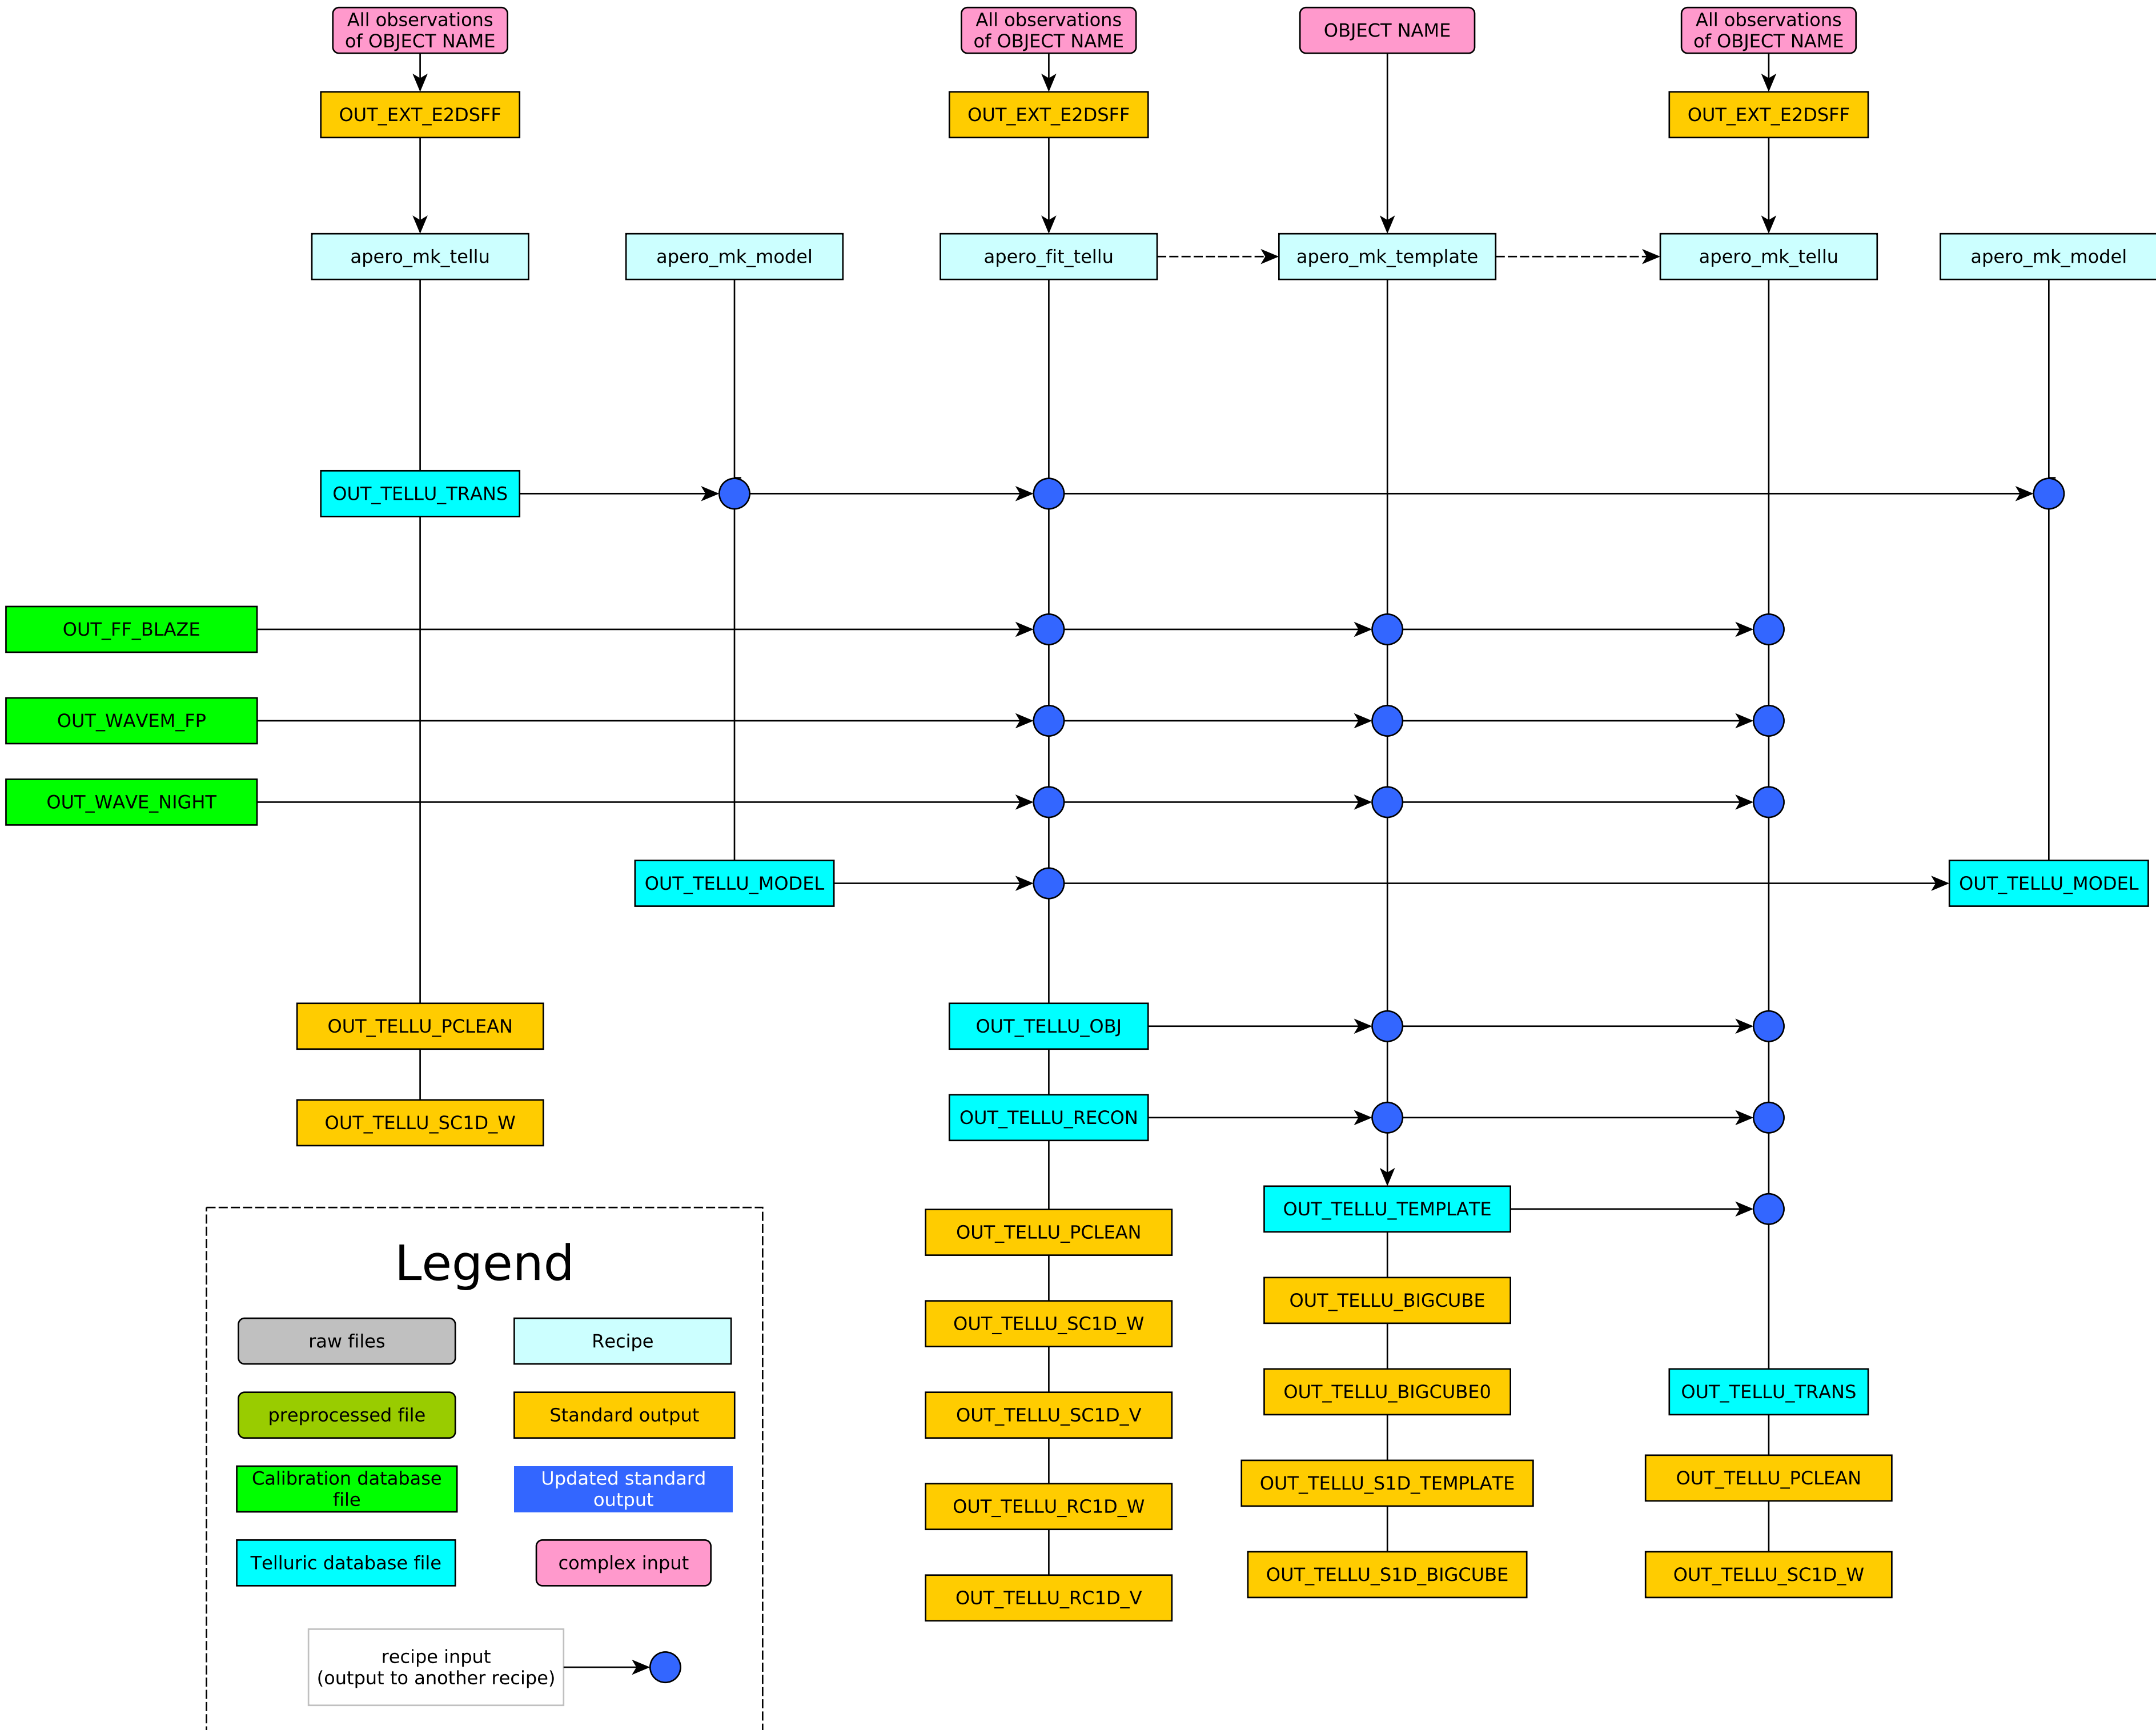 All observations
of OBJECT NAME
All observations
of OBJECT NAME
OBJECT NAME
All observations
of OBJECT NAME
OUT_EXT_E2DSFF
OUT_EXT_E2DSFF
OUT_EXT_E2DSFF
apero_mk_tellu
apero_mk_model
apero_fit_tellu
apero_mk_template
apero_mk_tellu
apero_mk_model
OUT_TELLU_TRANS
OUT_FF_BLAZE
OUT_WAVEM_FP
OUT_WAVE_NIGHT
OUT_TELLU_MODEL
OUT_TELLU_MODEL
OUT_TELLU_PCLEAN
OUT_TELLU_OBJ
OUT_TELLU_SC1D_W
OUT_TELLU_RECON
OUT_TELLU_TEMPLATE
OUT_TELLU_PCLEAN
OUT_TELLU_BIGCUBE
OUT_TELLU_SC1D_W
OUT_TELLU_BIGCUBE0
OUT_TELLU_TRANS
OUT_TELLU_SC1D_V
OUT_TELLU_S1D_TEMPLATE
OUT_TELLU_PCLEAN
OUT_TELLU_RC1D_W
OUT_TELLU_S1D_BIGCUBE
OUT_TELLU_SC1D_W
OUT_TELLU_RC1D_V
Legend
raw files
Recipe
preprocessed file
Standard output
Calibration database
file
Updated standard
output
Telluric database file
complex input
recipe input
(output to another recipe)